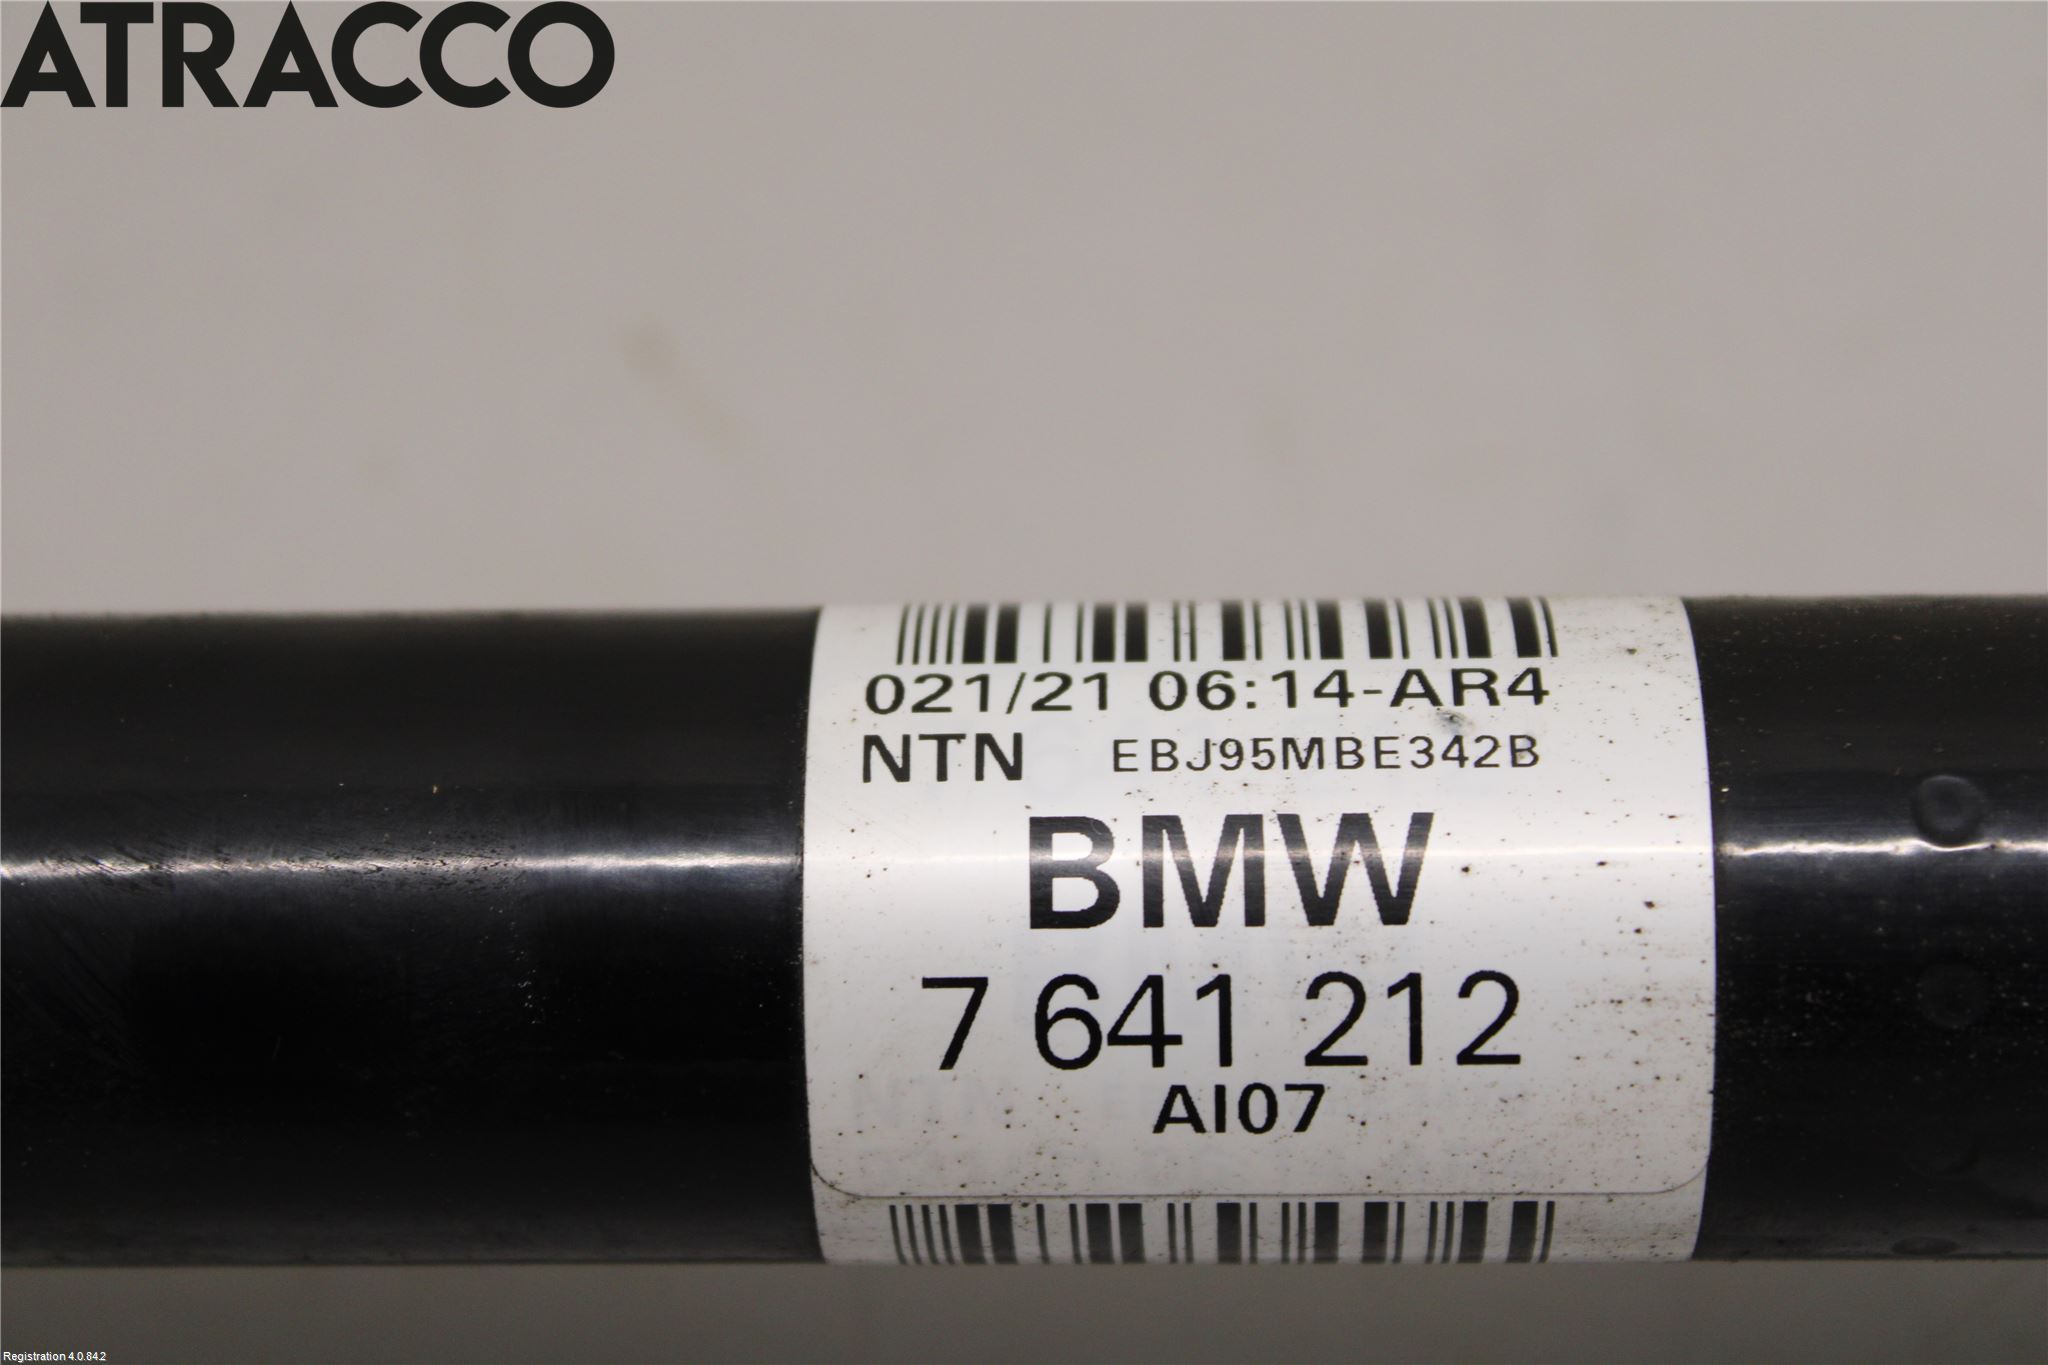 ATRACCO
021/21 06:14-AR4
NTN EBJ95MBE342B
BMW
7 641 212
AI07
Registration 4.0.84.2